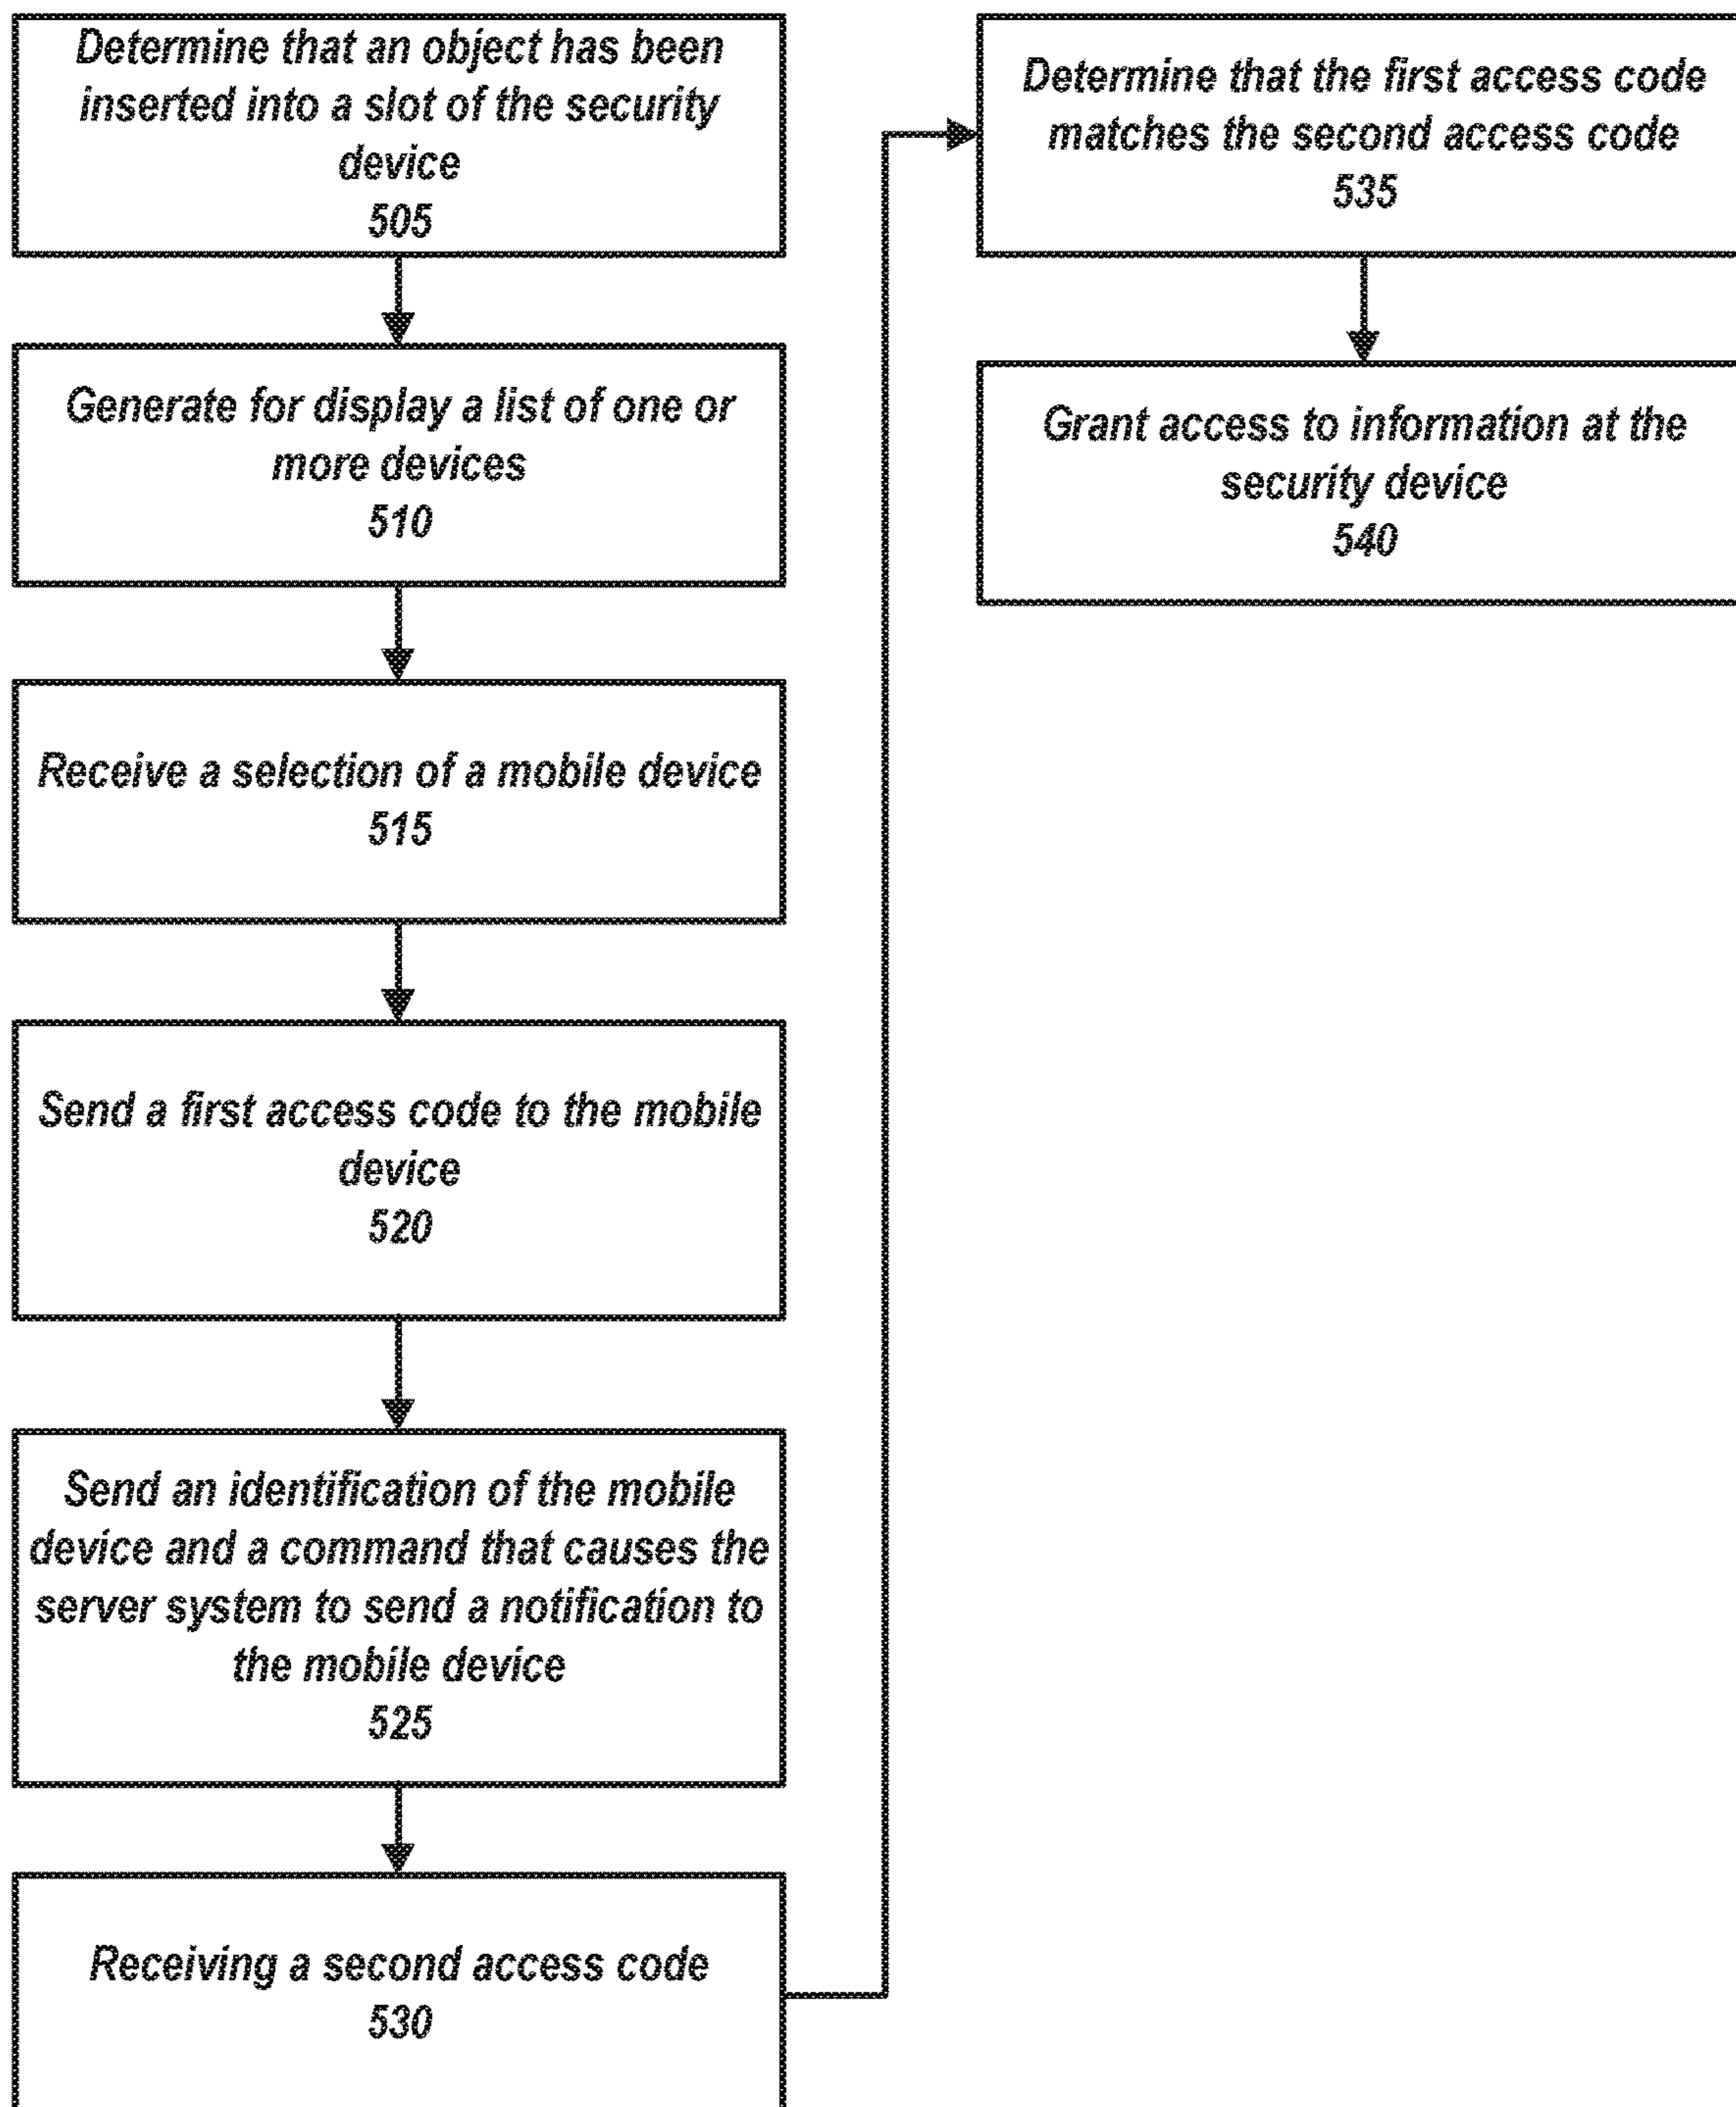 Determine that an object has been
inserted into a slot of the security
device
505
Generate for display a list of one or
more devices
510
Receive a selection of a mobile device
515
Send a first access code to the mobile
device
520
Send an identification of the mobile
device and a command that causes the
server system to send a notification to
the mobile device
525
Receiving a second access code
530
Determine that the first access code
matches the second access code
535
Grant access to information at the
security device
540